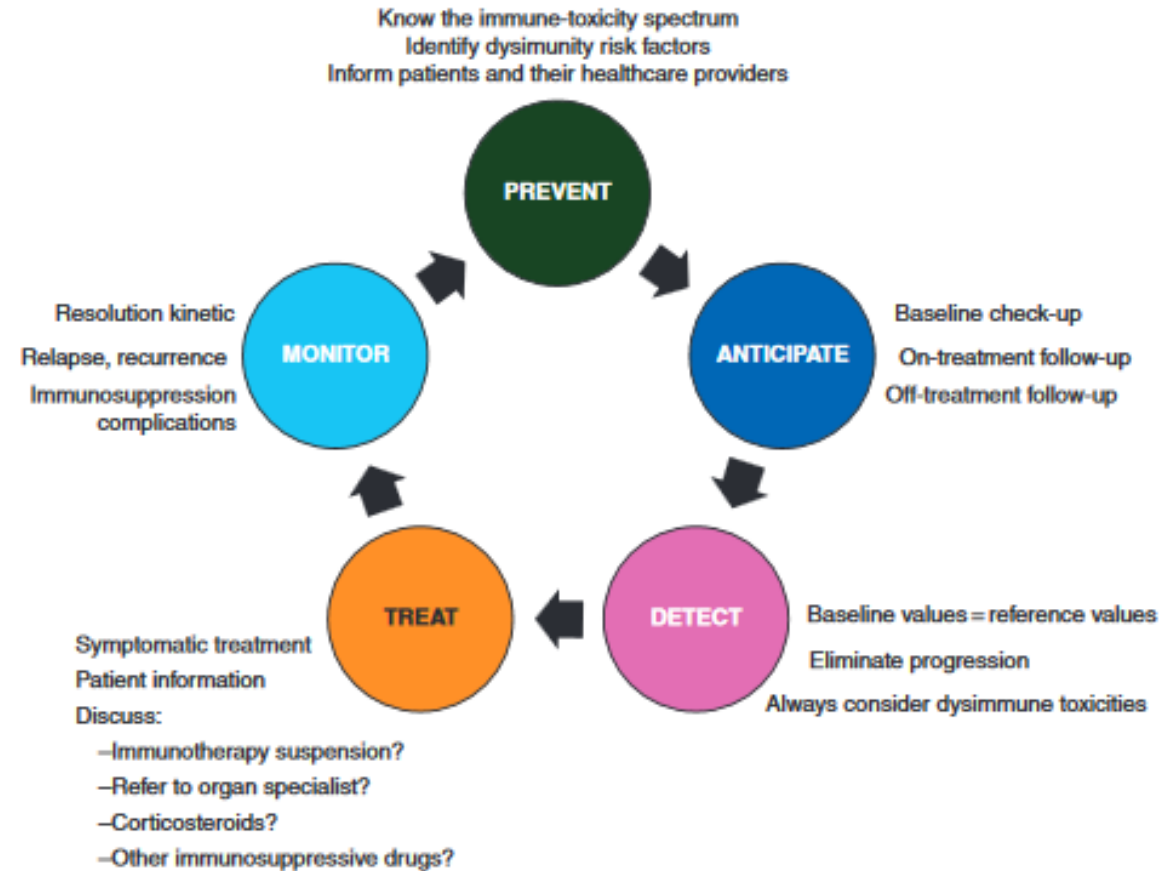 Know the immune-toxicity spectrum
Identify dysimunity risk factors
Inform patients and their healthcare providers
PREVENT
ANTICIPATE
Baseline check-up
On-treatment follow-up
Off-treatment follow-up
DETECT
Baseline values=reference values
Eliminate progression
Always consider dysimmune toxicities
TREAT
Symptomatic treatment
Patient information
Discuss:
–Immunotherapy suspension?
–Refer to organ specialist?
–Corticosteroids?
–Other immunosuppressive drugs?
MONITOR
Resolution kinetic
Relapse, recurrence
Immunosuppression
complications